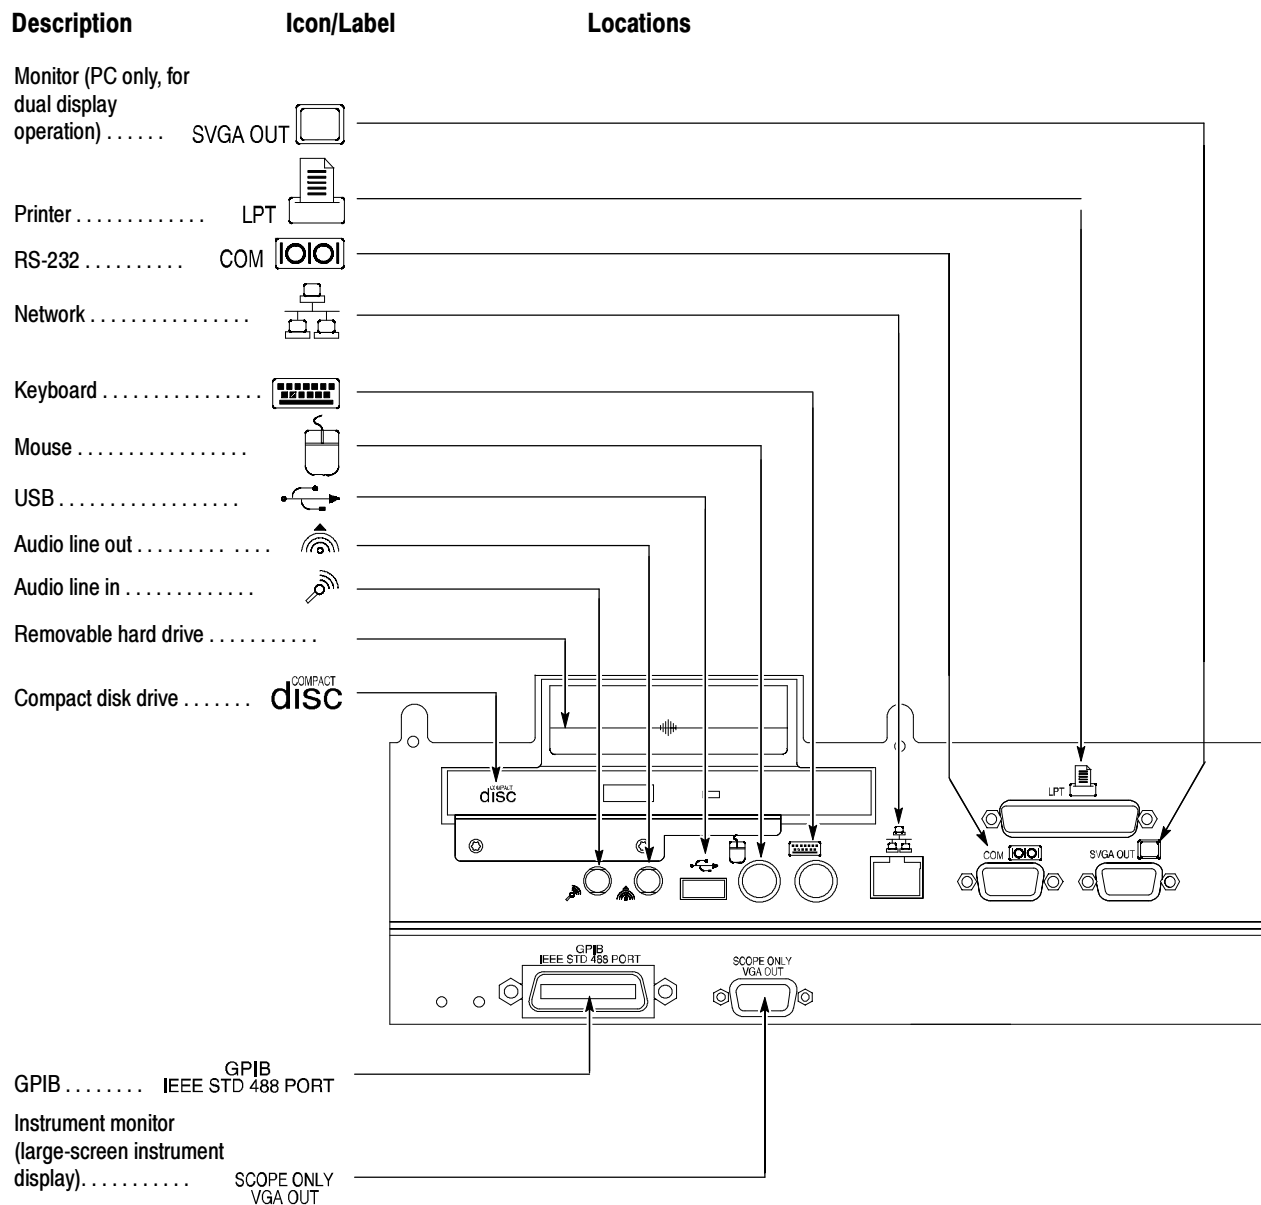 Description Icon/Label Locations
Monitor (PC only, for
dual display
operation) . . . . . . SVGA OUT
Printer . . . . . . . . . . . . . LPT
RS-232 . . . . . . . . . . COM IOIOI
Network . . . . . . . . . . . . . . . .
Keyboard . . . . . . . . . . . . . . . .
Mouse . . . . . . . . . . . . . . . . .
USB . . . . . . . . . . . . . . . . . .
Audio line out . . . . . . . . . . . . .
Audio line in . . . . . . . . . . . . .
Removable hard drive . . . . . . . . . . .
Compact disk drive . . . . . . . COMPACT disc
COMPACT
disc
LPT
COM IOIOI
SVGA OUT
GPIB
IEEE STD 488 PORT
SCOPE ONLY
VGA OUT
GPIB . . . . . . . . GPIB
IEEE STD 488 PORT
Instrument monitor
(large-screen instrument
display). . . . . . . . . . . SCOPE ONLY
VGA OUT